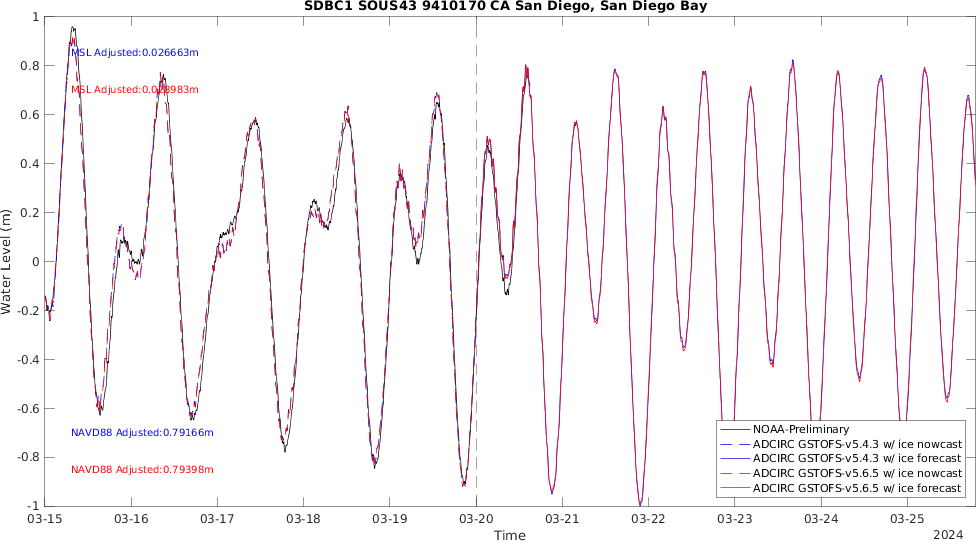 SDBC1 SOUS43 9410170 CA San Diego, San Diego Bay
MSL Adjusted:0.026663m
MSL Adjusted:0.028983m
NAVD88 Adjusted:0.79166m
NAVD88 Adjusted:0.79398m
Water Level (m)
1
0.8
0.6
0.4
0.2
0
-0.2
-0.4
-0.6
-0.8
-1
NOAA-Preliminary
ADCIRC GSTOFS-v5.4.3 w/ ice nowcast
ADCIRC GSTOFS-v5.4.3 w/ ice forecast
ADCIRC GSTOFS-v5.6.5 w/ ice nowcast
ADCIRC GSTOFS-v5.6.5 w/ ice forecast
03-15 03-16 03-17 03-18 03-19 03-20 03-21 03-22 03-23 03-24 03-25
Time
2024